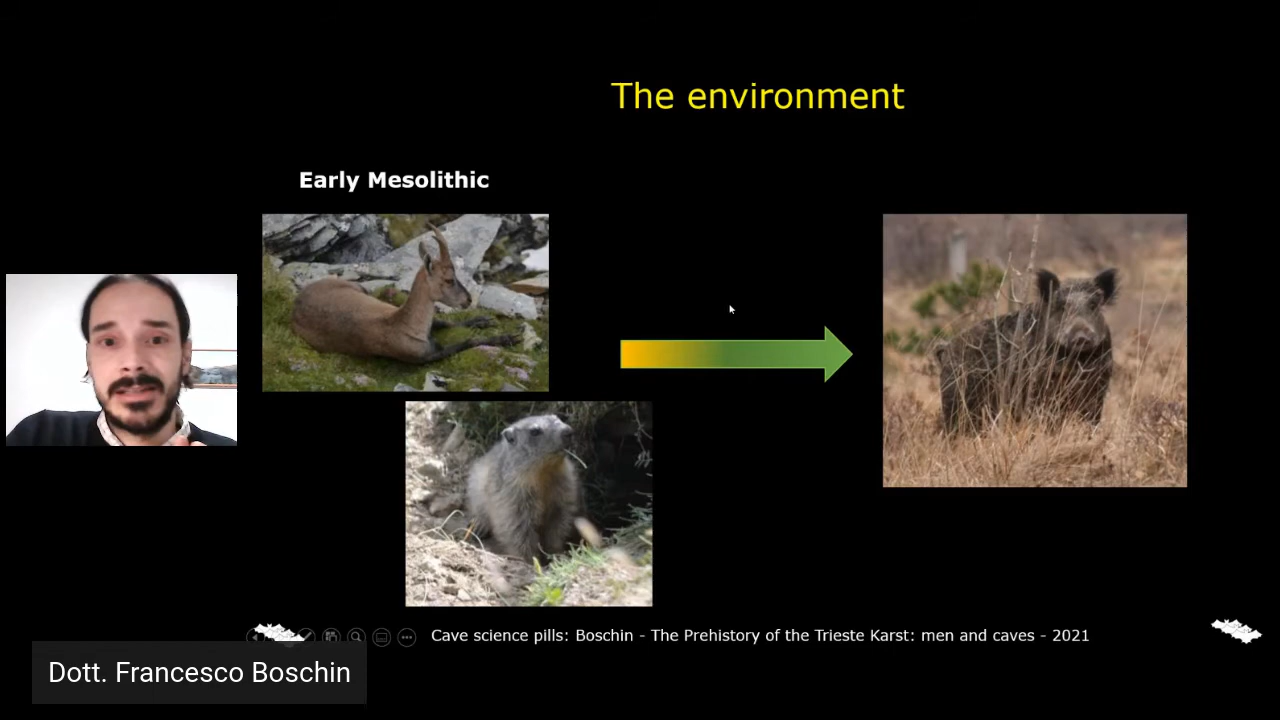 The environment
Early Mesolithic
Cave science pills: Boschin - The Prehistory of the Trieste Karst: men and caves - 2021
Dott. Francesco Boschin